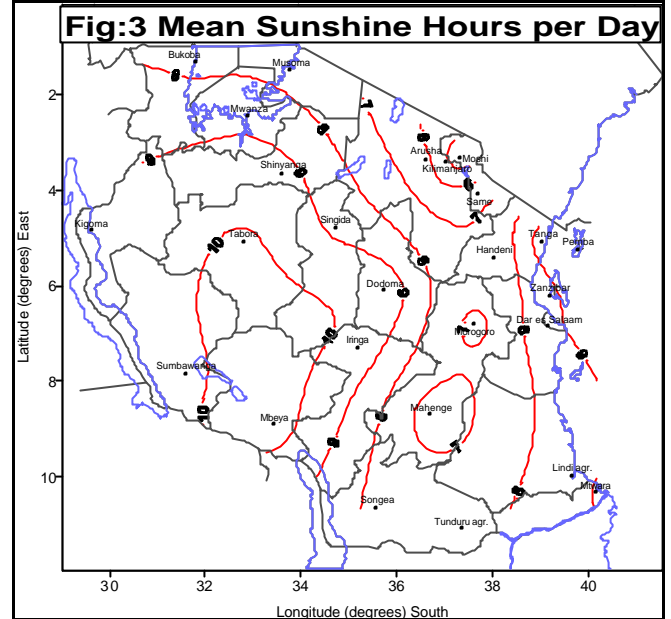 Fig:3 Mean Sunshine Hours per Day
Bukoba
Musoma
2
Mwanza
Arusha
Moshi
Kilimanjaro
Shinyanga
4
Same
Kigoma
Singida
Tabora
10
Handeni
Tanga
Pemba
6
Dodoma
Zanzibar
Dar es Salaam
Morogoro
Iringa
10
Sumbawanga
8
Mahenge
10
Mbeya
9
7
10
Lindi agr.
Mtwara
Songea
Tunduru agr.
30 32 34 36 38 40
Longitude (degrees) South
Latitude (degrees) East